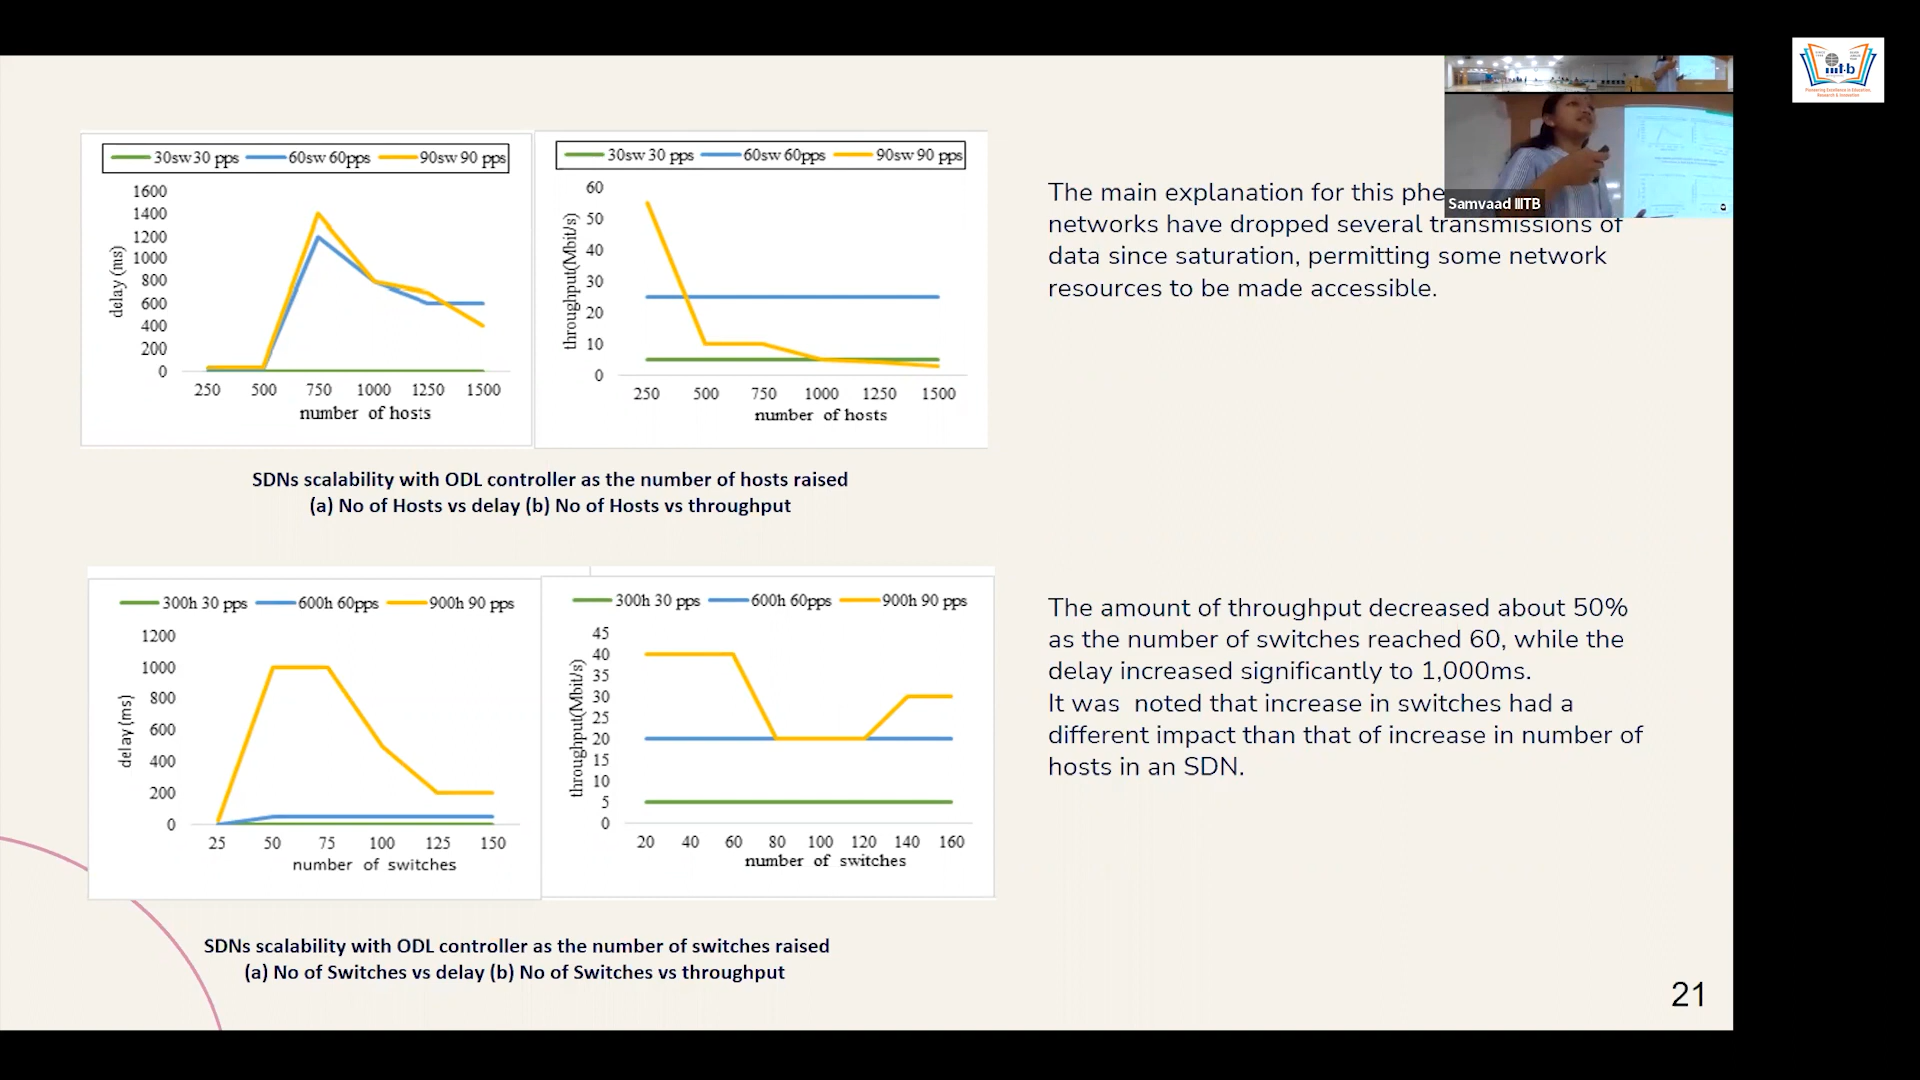 30sw30 pps 60sw 60pps 90sw 90 pps
1600
1400
1200
1000
800
600
400
200
0
delay (ms)
250 500 750 1000 1250 1500
number of hosts
30sw 30 pps 60sw 60pps 90sw 90 pps
60
50
40
30
20
10
0
throughput(Mbit/s)
250 500 750 1000 1250 1500
number of hosts
SDNs scalability with ODL controller as the number of hosts raised
(a) No of Hosts vs delay (b) No of Hosts vs throughput
300h 30 pps 600h 60pps 900h 90 pps
1200
1000
800
600
400
200
0
delay (ms)
25 50 75 100 125 150
number of switches
300h 30 pps 600h 60pps 900h 90 pps
45
40
35
30
25
20
15
10
5
0
throughput(Mbit/s)
20 40 60 80 100 120 140 160
number of switches
SDNs scalability with ODL controller as the number of switches raised
(a) No of Switches vs delay (b) No of Switches vs throughput
The main explanation for this
networks have dropped several transmissions of
data since saturation, permitting some network
resources to be made accessible.
The amount of throughput decreased about 50%
as the number of switches reached 60, while the
delay increased significantly to 1,000ms.
It was noted that increase in switches had a
different impact than that of increase in number of
hosts in an SDN.
21
Samvaad IIITB
iiit-b
Pioneering Excellence in Education,
Research & Innovation